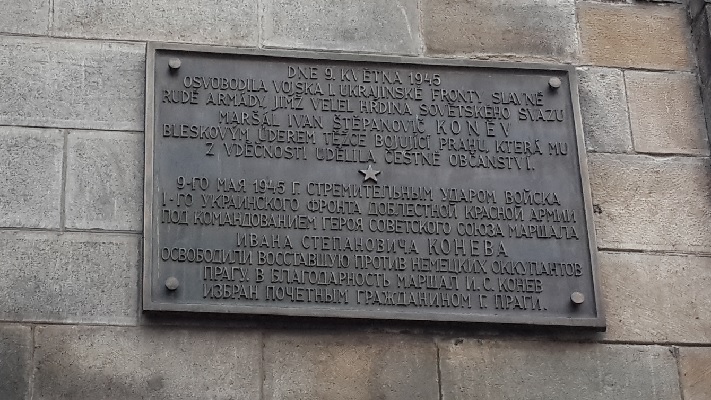 DNE 9. KVĚTNA 1945
OSVOBODILA VOJSKA I. UKRAJINSKÉ FRONTY SLAVNÉ
RUDÉ ARMÁDY, JIMŽ VELEL HRDINA SOVĚTSKÉHO SVAZU
MARŠÁL IVAN ŠTĚPANOVIČ KONĚV
BLESKOVÝM ÚDEREM TĚŽCE BOJUJÍCÍ PRAHU, KTERÁ MU
Z VDĚČNOSTI UDĚLILA ČESTNÉ OBČANSTVÍ.
9-ГО МАЯ 1945 Г. СТРЕМИТЕЛЬНЫМ УДАРОМ ВОЙСКА
I-ГО УКРАИНСКОГО ФРОНТА ДОБЛЕСТНОЙ КРАСНОЙ АРМИИ
ПОД КОМАНДОВАНИЕМ ГЕРОЯ СОВЕТСКОГО СОЮЗА МАРШАЛА
ИВАНА СТЕПАНОВИЧА КОНЕВА
ОСВОБОДИЛИ ВОССТАВШУЮ ПРОТИВ НЕМЕЦКИХ ОККУПАНТОВ
ПРАГУ. В БЛАГОДАРНОСТЬ МАРШАЛ И. С. КОНЕВ
ИЗБРАН ПОЧЕТНЫМ ГРАЖДАНИНОМ Г. ПРАГИ.